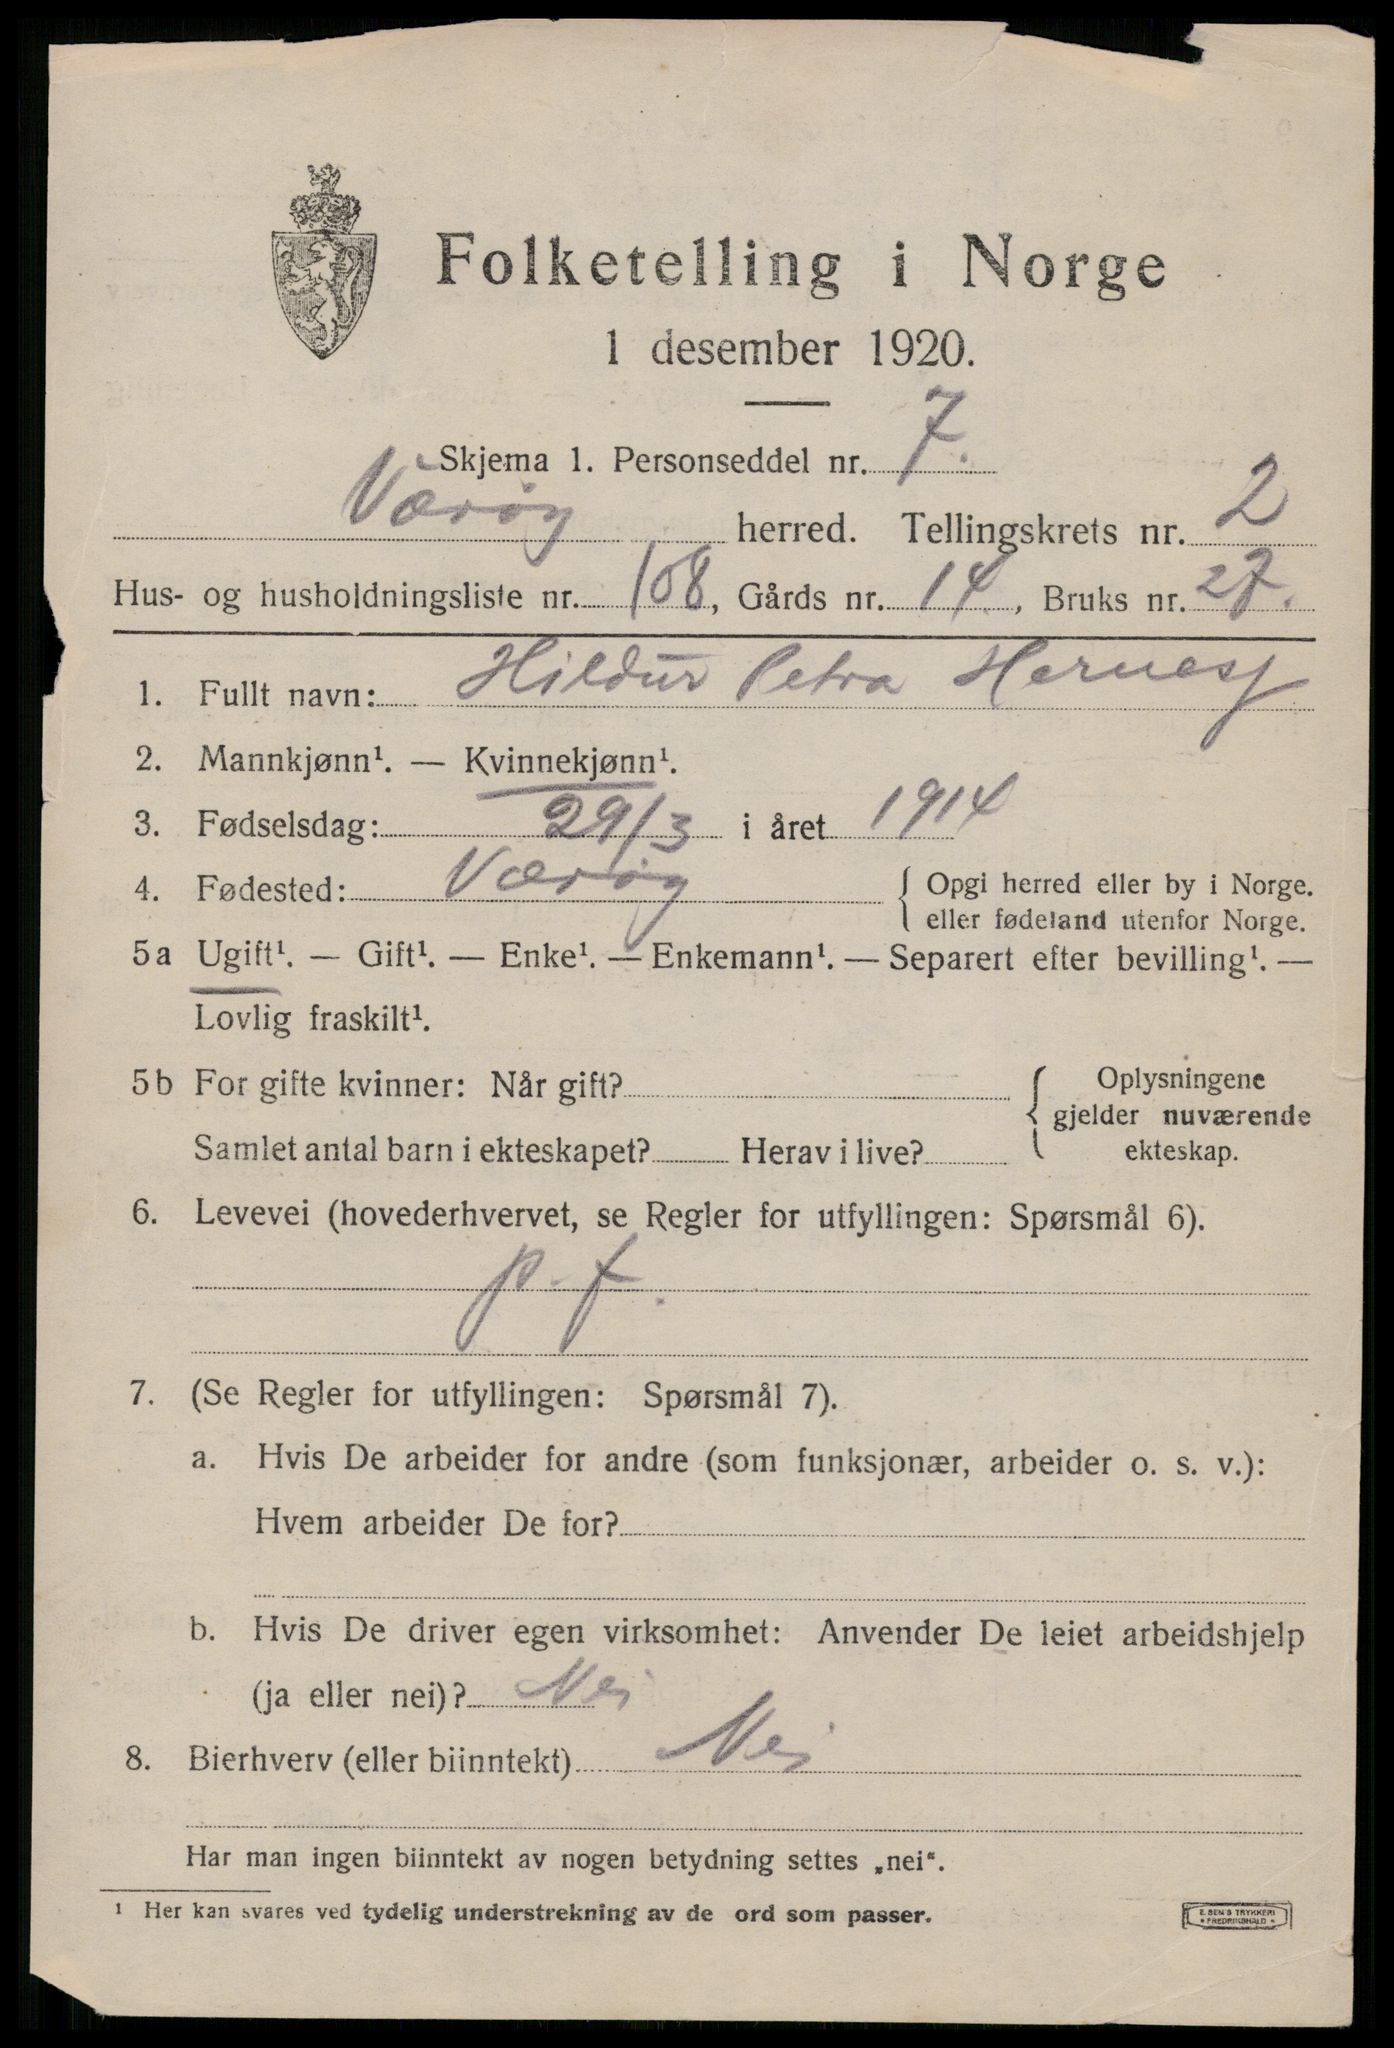 Folketelling i Norge
1 desember 1920.
Skjema 1. Personseddel nr. 7.
Værøy herred. Tellingskrets nr. 2
Hus- og husholdningsliste nr. 108, Gårds nr. 14, Bruks nr. 27.
1. Fullt navn: Hildur Petra Hernes
2. Mannkjønn¹. — Kvinnekjønn¹.
3. Fødselsdag: 29/3 i året 1914
4. Fødested: Værøy { Opgi herred eller by i Norge.
eller fødeland utenfor Norge.
5a Ugift¹. — Gift¹. — Enke¹. — Enkemann¹. — Separert efter bevilling¹. —
Lovlig fraskilt¹.
5b For gifte kvinner: Når gift? { Oplysningene
gjelder nuværende
Samlet antal barn i ekteskapet? Herav i live? ekteskap.
6. Levevei (hovederhvervet, se Regler for utfyllingen: Spørsmål 6).
p. f.
7. (Se Regler for utfyllingen: Spørsmål 7).
a. Hvis De arbeider for andre (som funksjonær, arbeider o. s. v.):
Hvem arbeider De for?
b. Hvis De driver egen virksomhet: Anvender De leiet arbeidshjelp
(ja eller nei)? Nei
8. Bierhverv (eller biinntekt) Nei
Har man ingen biinntekt av nogen betydning settes „nei“.
¹ Her kan svares ved tydelig understrekning av de ord som passer.
E. SEM'S TRYKKERI
• FREDRIKSHALD •